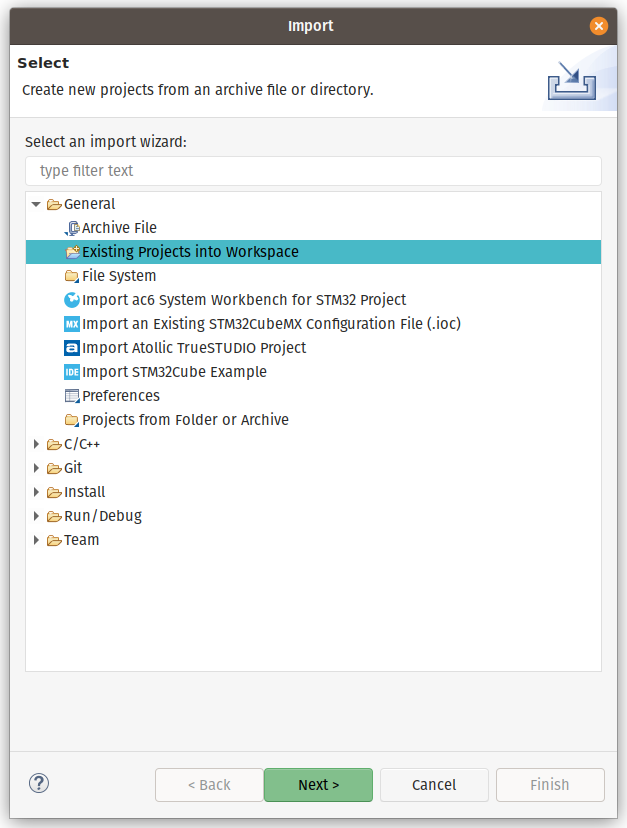 Import
Select
Create new projects from an archive file or directory.
Select an import wizard:
type filter text
General
Archive File
Existing Projects into Workspace
File System
Import ac6 System Workbench for STM32 Project
MX Import an Existing STM32CubeMX Configuration File (.ioc)
a Import Atollic TrueSTUDIO Project
IDE Import STM32Cube Example
Preferences
Projects from Folder or Archive
C/C++
Git
Install
Run/Debug
Team
? < Back Next > Cancel Finish